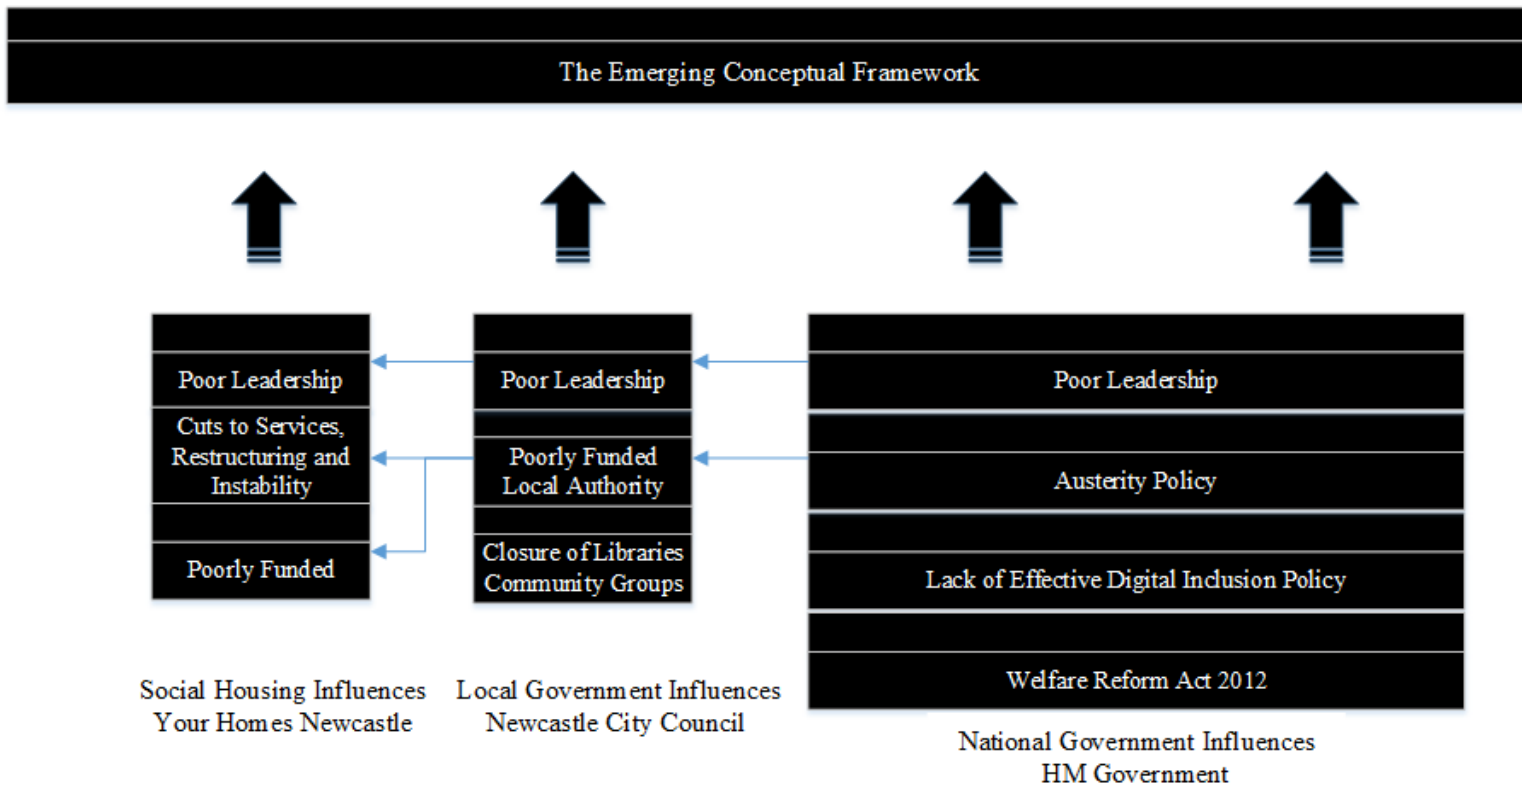 The Emerging Conceptual Framework
Poor Leadership
Cuts to Services,
Restructuring and
Instability
Poorly Funded
Social Housing Influences
Your Homes Newcastle
Poor Leadership
Poorly Funded
Local Authority
Closure of Libraries
Community Groups
Local Government Influences
Newcastle City Council
Poor Leadership
Austerity Policy
Lack of Effective Digital Inclusion Policy
Welfare Reform Act 2012
National Government Influences
HM Government